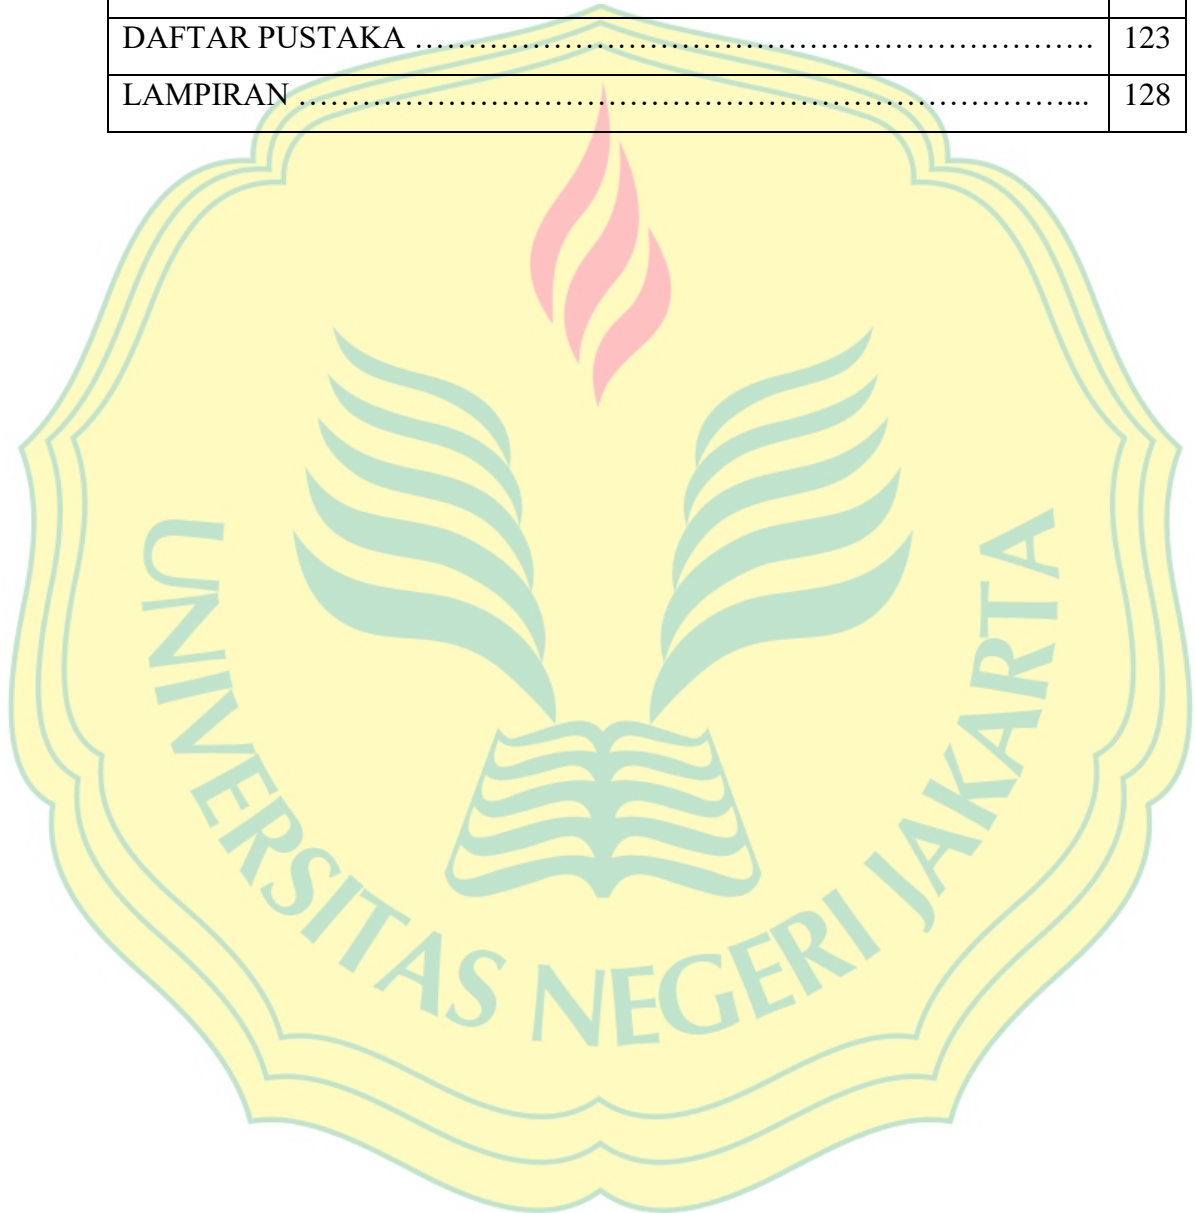 DAFTAR PUSTAKA ………………………………………………………………. 123
LAMPIRAN ………………………………………………………………………... 128
UNIVERSITAS NEGERI JAKARTA